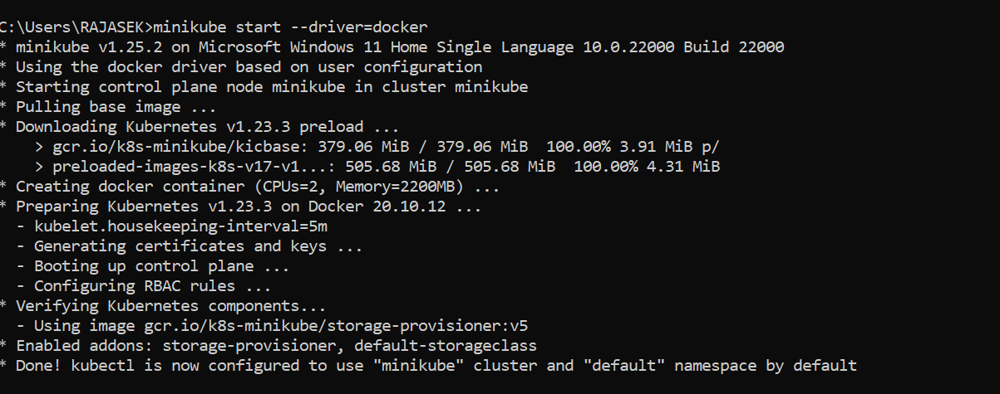 C:\Users\RAJASEK>minikube start --driver=docker
* minikube v1.25.2 on Microsoft Windows 11 Home Single Language 10.0.22000 Build 22000
* Using the docker driver based on user configuration
* Starting control plane node minikube in cluster minikube
* Pulling base image ...
* Downloading Kubernetes v1.23.3 preload ...
    > gcr.io/k8s-minikube/kicbase: 379.06 MiB / 379.06 MiB  100.00% 3.91 MiB p/
    > preloaded-images-k8s-v17-v1...: 505.68 MiB / 505.68 MiB  100.00% 4.31 MiB
* Creating docker container (CPUs=2, Memory=2200MB) ...
* Preparing Kubernetes v1.23.3 on Docker 20.10.12 ...
  - kubelet.housekeeping-interval=5m
  - Generating certificates and keys ...
  - Booting up control plane ...
  - Configuring RBAC rules ...
* Verifying Kubernetes components...
  - Using image gcr.io/k8s-minikube/storage-provisioner:v5
* Enabled addons: storage-provisioner, default-storageclass
* Done! kubectl is now configured to use "minikube" cluster and "default" namespace by default